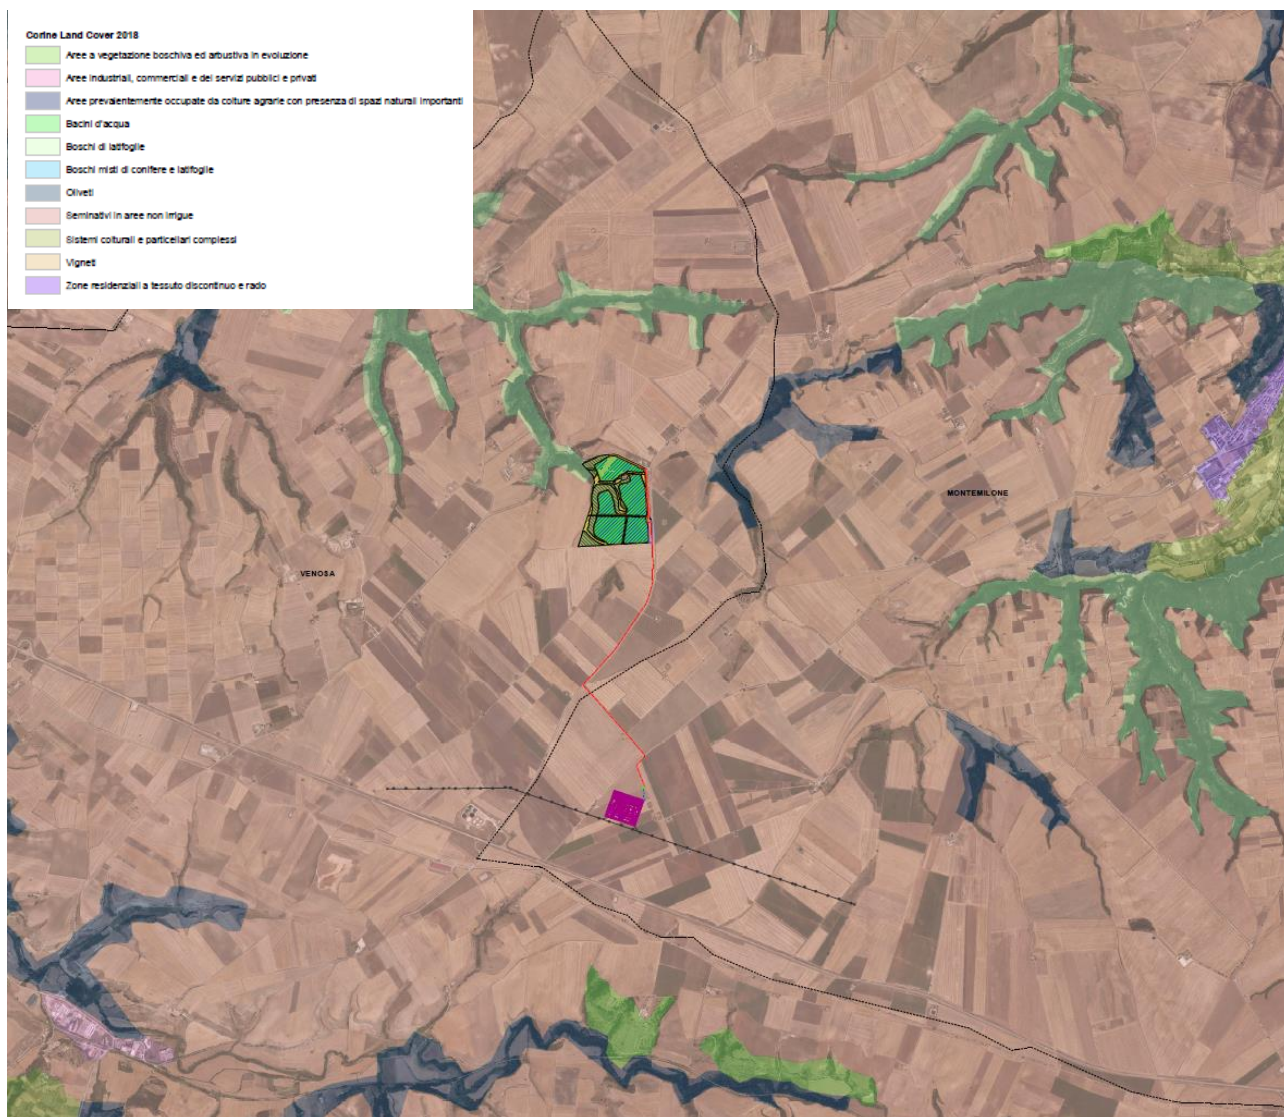 Corine Land Cover 2018
Aree a vegetazione boschiva ed arbustiva in evoluzione
Aree industriali, commerciali e dei servizi pubblici e privati
Aree prevalentemente occupate da colture agrarie con presenza di spazi naturali importanti
Bacini d'acqua
Boschi di latifoglie
Boschi misti di conifere e latifoglie
Oliveti
Seminativi in aree non irrigue
Sistemi colturali e particellari complessi
Vigneti
Zone residenziali a tessuto discontinuo e rado
MONTEMILONE
VENOSA